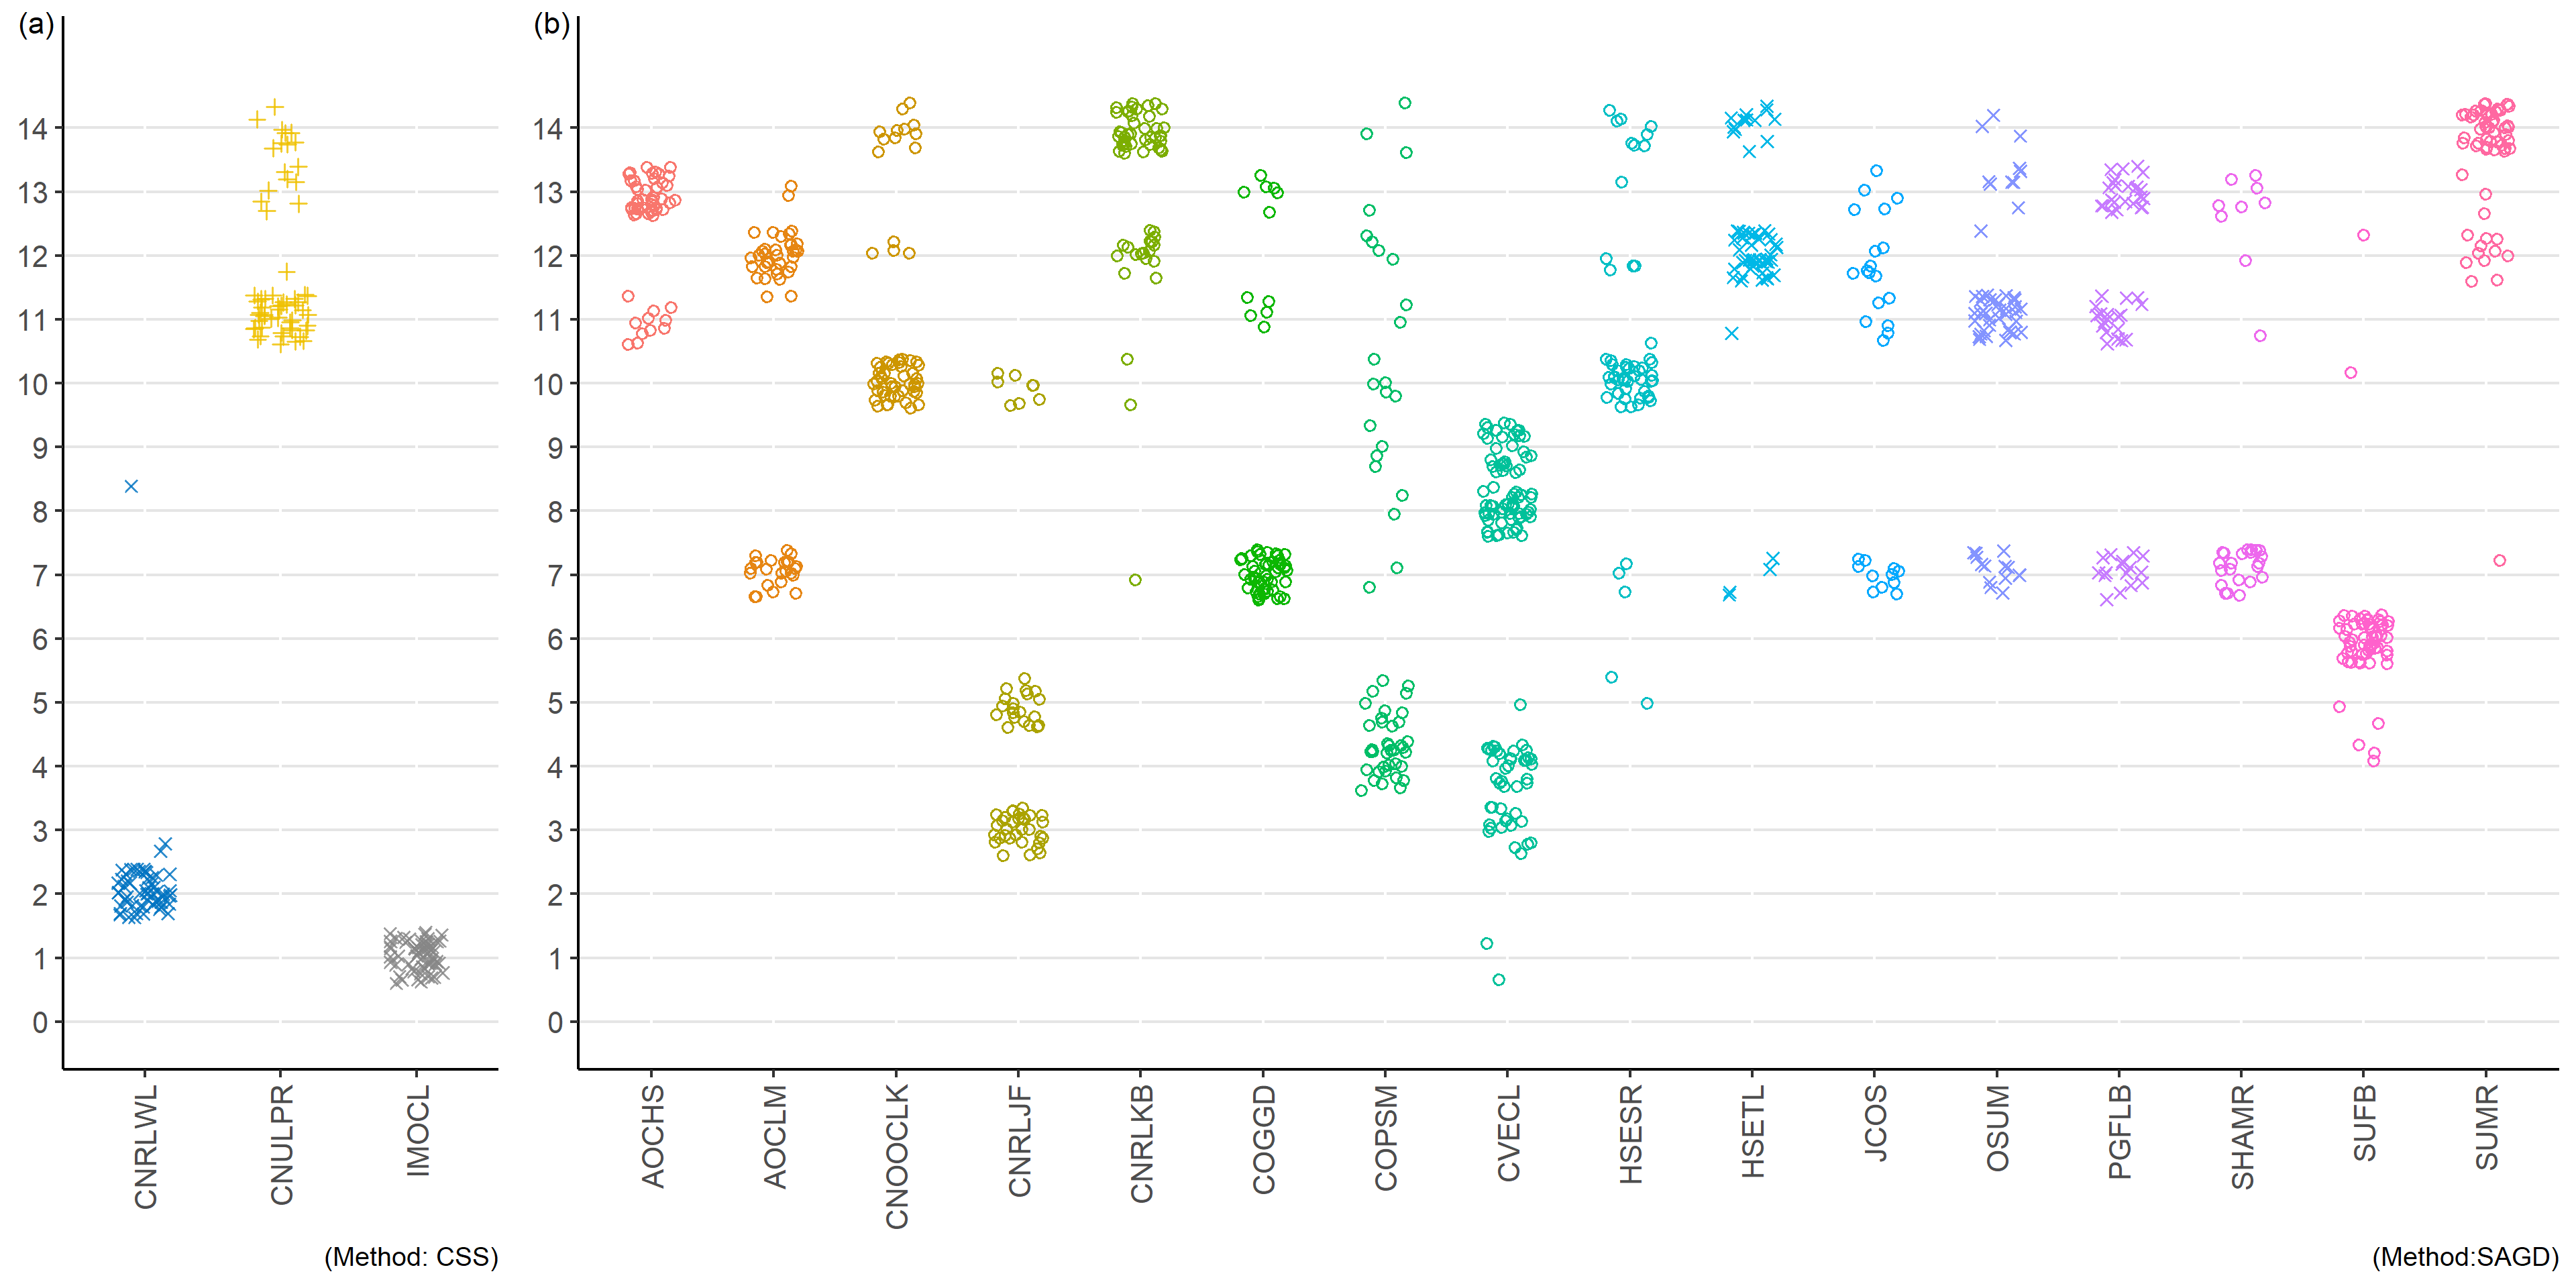 (a)
14
13
12
11
10
9
8
7
6
5
4
3
2
1
0
CNRLWL
CNULPR
IMOCL
(Method: CSS)
(b)
14
13
12
11
10
9
8
7
6
5
4
3
2
1
0
AOCHS
AOCLM
CNOOCLK
CNRLJF
CNRLKB
COGGD
COPSM
CVECL
HSESR
HSETL
JCOS
OSUM
PGFLB
SHAMR
SUFB
SUMR
(Method:SAGD)